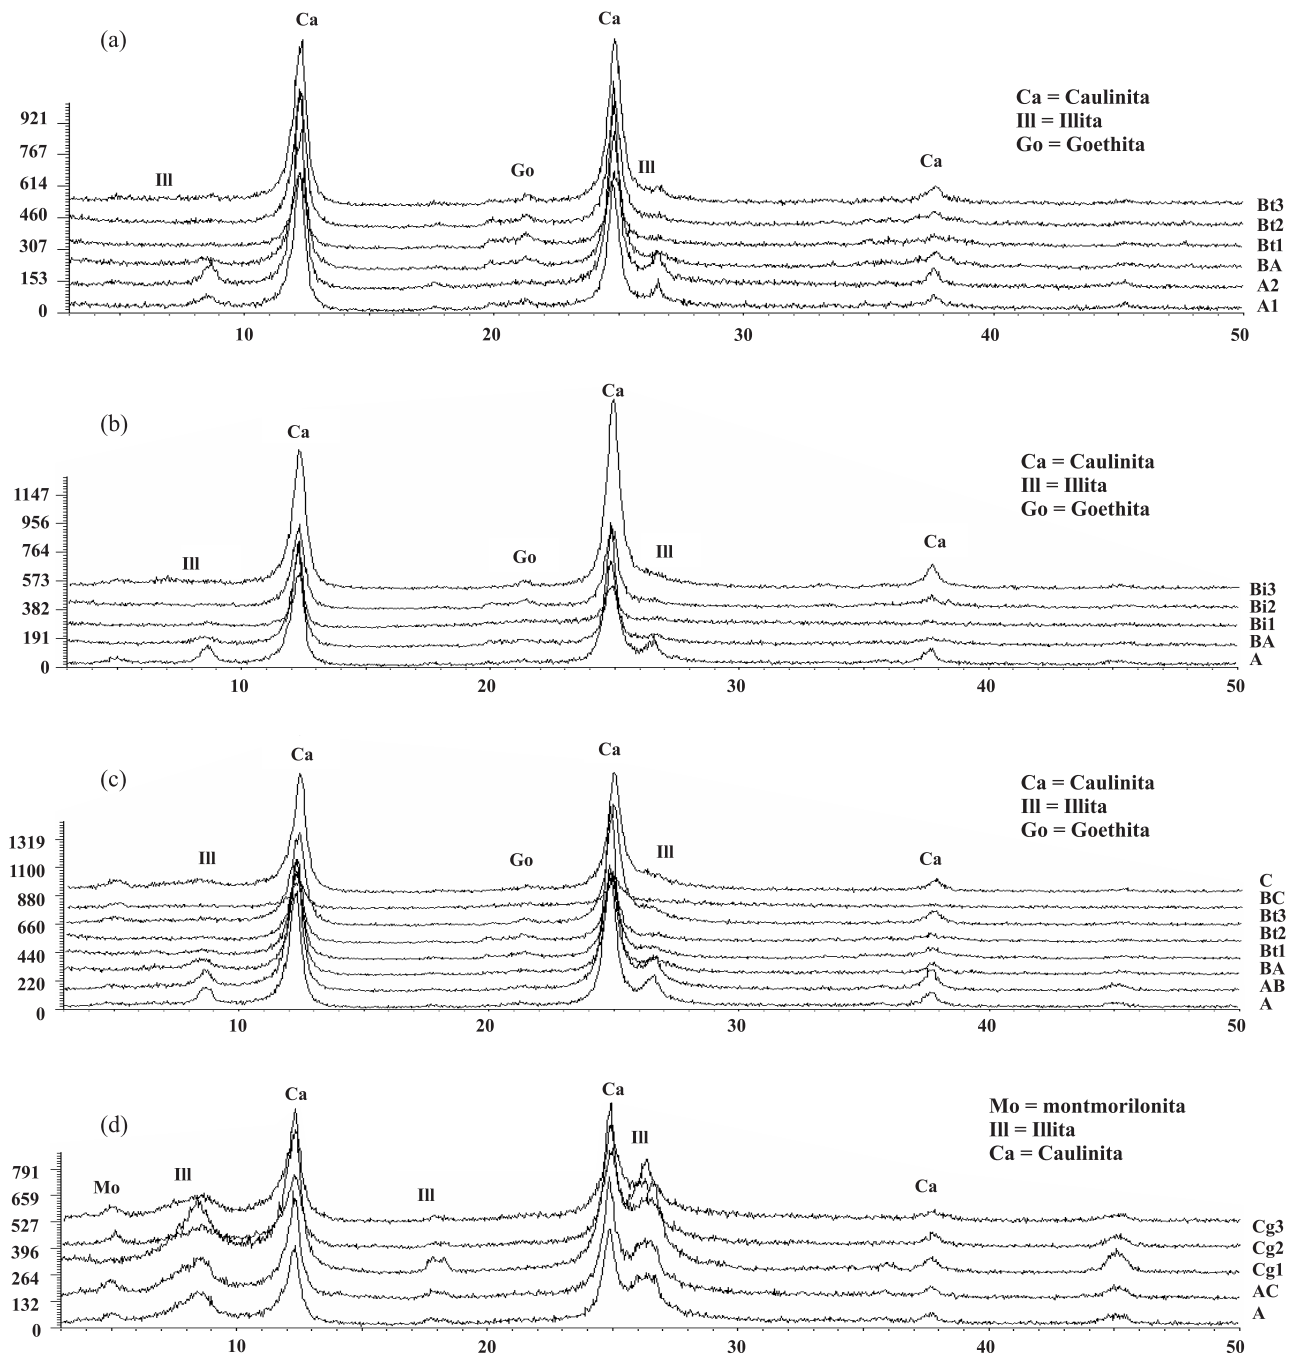 (a)
Ca
Ca
Ca = Caulinita
Ill = Illita
Go = Goethita
921
767
614
460
307
153
0
Ill
Go
Ill
Ca
Bt3
Bt2
Bt1
BA
A2
A1
10
20
30
40
50
(b)
Ca
Ca
Ca = Caulinita
Ill = Illita
Go = Goethita
1147
956
764
573
382
191
0
Ill
Go
Ill
Ca
Bi3
Bi2
Bi1
BA
A
10
20
30
40
50
(c)
Ca
Ca
Ca = Caulinita
Ill = Illita
Go = Goethita
1319
1100
880
660
440
220
0
Ill
Go
Ill
Ca
C
BC
Bt3
Bt2
Bt1
BA
AB
A
10
20
30
40
50
(d)
Ca
Ca
Mo = montmorilonita
Ill = Illita
Ca = Caulinita
791
659
527
396
264
132
0
Mo
Ill
Ill
Ill
Ca
Cg3
Cg2
Cg1
AC
A
10
20
30
40
50